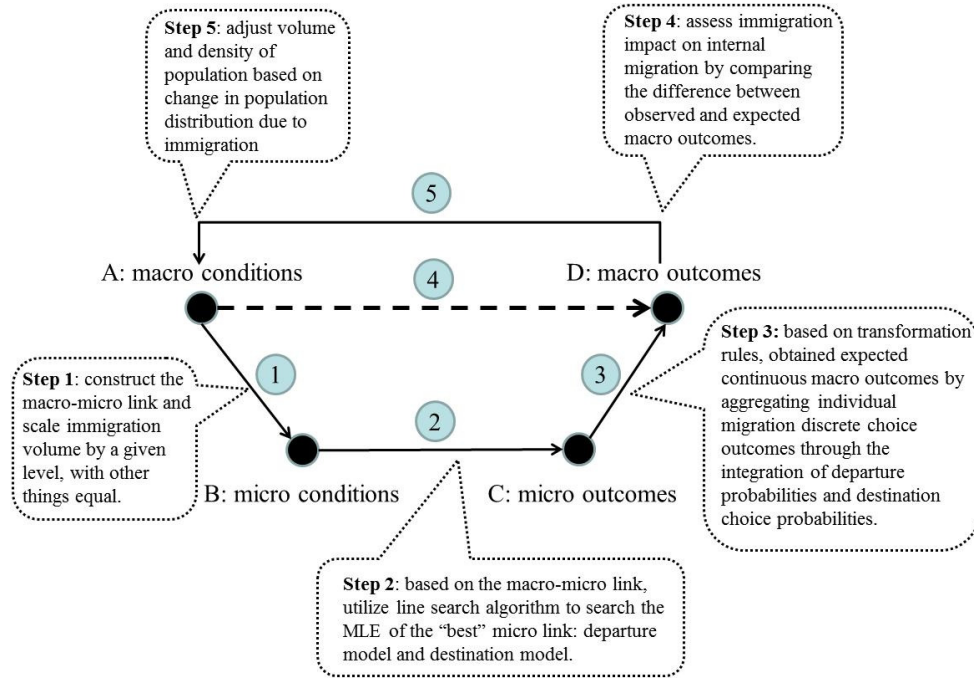 Step 5: adjust volume
and density of
population based on
change in population
distribution due to
immigration
Step 4: assess immigration
impact on internal
migration by comparing
the difference between
observed and expected
macro outcomes.
5
A: macro conditions
D: macro outcomes
4
Step 1: construct the
macro-micro link and
scale immigration
volume by a given
level, with other
things equal.
1
3
Step 3: based on transformation
rules, obtained expected
continuous macro outcomes by
aggregating individual
migration discrete choice
outcomes through the
integration of departure
probabilities and destination
choice probabilities.
2
B: micro conditions
C: micro outcomes
Step 2: based on the macro-micro link,
utilize line search algorithm to search the
MLE of the “best” micro link: departure
model and destination model.